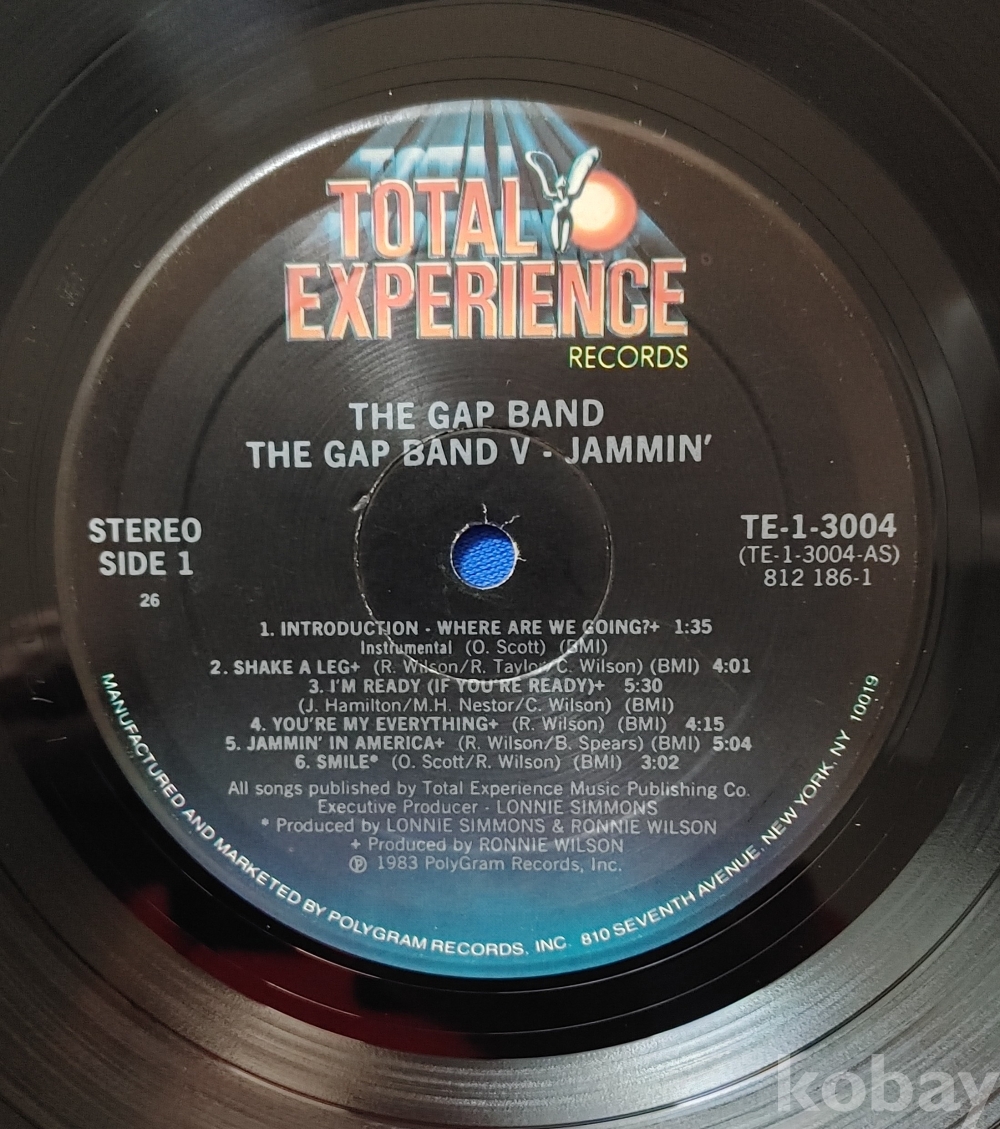 TOTAL
EXPERIENCE
RECORDS
THE GAP BAND
THE GAP BAND V - JAMMIN'
STEREO
SIDE 1
26
TE-1-3004
(TE-1-3004-AS)
812 186-1
1. INTRODUCTION - WHERE ARE WE GOING?+ 1:35
Instrumental (O. Scott) (BMI)
2. SHAKE A LEG+ (R. Wilson/R. Taylor/C. Wilson) (BMI) 4:01
3. I'M READY (IF YOU'RE READY)+ 5:30
(J. Hamilton/M.H. Nestor/C. Wilson) (BMI)
4. YOU'RE MY EVERYTHING+ (R. Wilson) (BMI) 4:15
5. JAMMIN' IN AMERICA+ (R. Wilson/B. Spears) (BMI) 5:04
6. SMILE* (O. Scott/R. Wilson) (BMI) 3:02
All songs published by Total Experience Music Publishing Co.
Executive Producer - LONNIE SIMMONS
* Produced by LONNIE SIMMONS & RONNIE WILSON
+ Produced by RONNIE WILSON
Ⓟ 1983 PolyGram Records, Inc.
MANUFACTURED AND MARKETED BY POLYGRAM RECORDS, INC. 810 SEVENTH AVENUE, NEW YORK, NY 10019
kobay